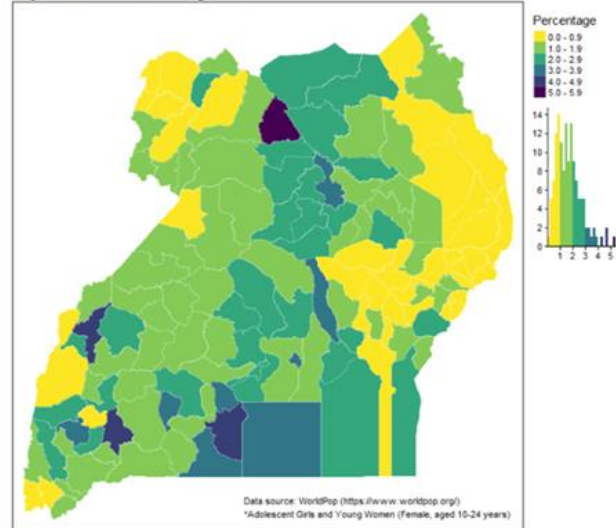 Percentage
0.0 - 0.9
1.0 - 1.9
2.0 - 2.9
3.0 - 3.9
4.0 - 4.9
5.0 - 5.9
14
12
10
8
6
4
2
0
1 2 3 4 5
Data source: WorldPop (https://www.worldpop.org/)
*Adolescent Girls and Young Women (Female, aged 10-24 years)